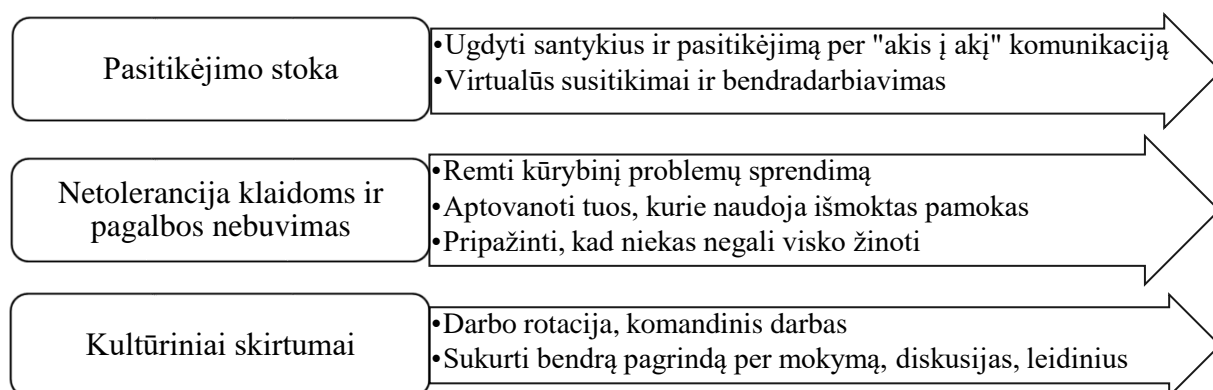 Pasitikėjimo stoka
•Ugdyti santykius ir pasitikėjimą per "akis į akį" komunikaciją
•Virtualūs susitikimai ir bendradarbiavimas
Netolerancija klaidoms ir
pagalbos nebuvimas
•Remti kūrybinį problemų sprendimą
•Aptovanoti tuos, kurie naudoja išmoktas pamokas
•Pripažinti, kad niekas negali visko žinoti
Kultūriniai skirtumai
•Darbo rotacija, komandinis darbas
•Sukurti bendrą pagrindą per mokymą, diskusijas, leidinius